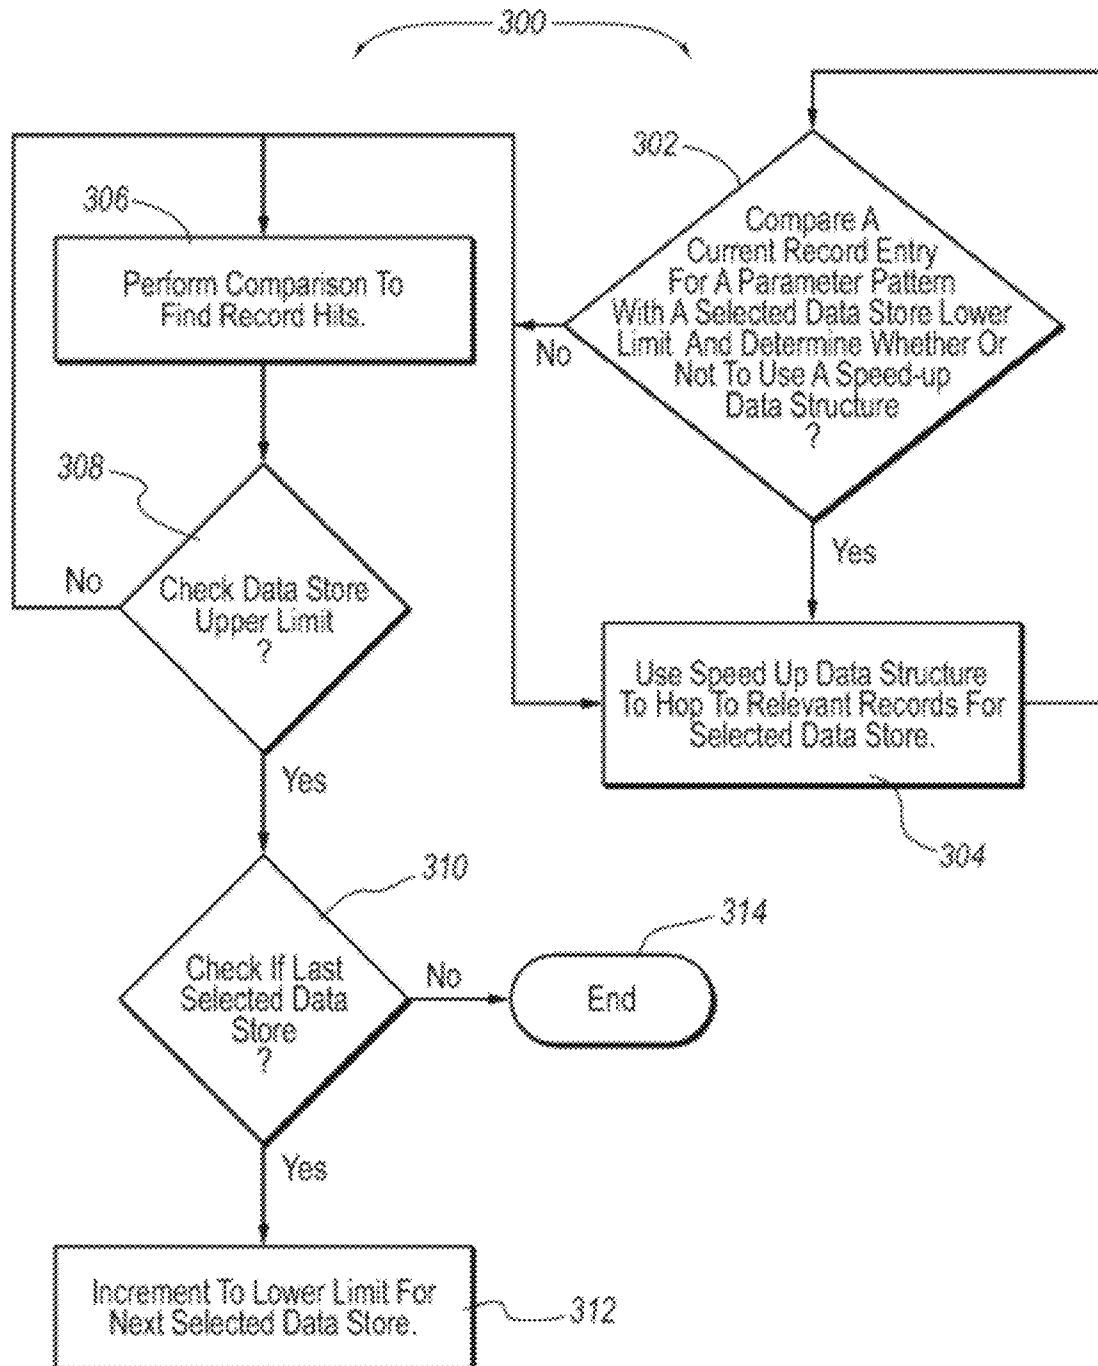 300
302
Compare A
Current Record Entry
For A Parameter Pattern
With A Selected Data Store Lower
Limit And Determine Whether Or
Not To Use A Speed-up
Data Structure
?
No
Yes
306
Perform Comparison To
Find Record Hits.
308
Check Data Store
Upper Limit
?
No
Yes
Use Speed Up Data Structure
To Hop To Relevant Records For
Selected Data Store.
304
310
Check If Last
Selected Data
Store
?
No
Yes
314
End
Increment To Lower Limit For
Next Selected Data Store.
312